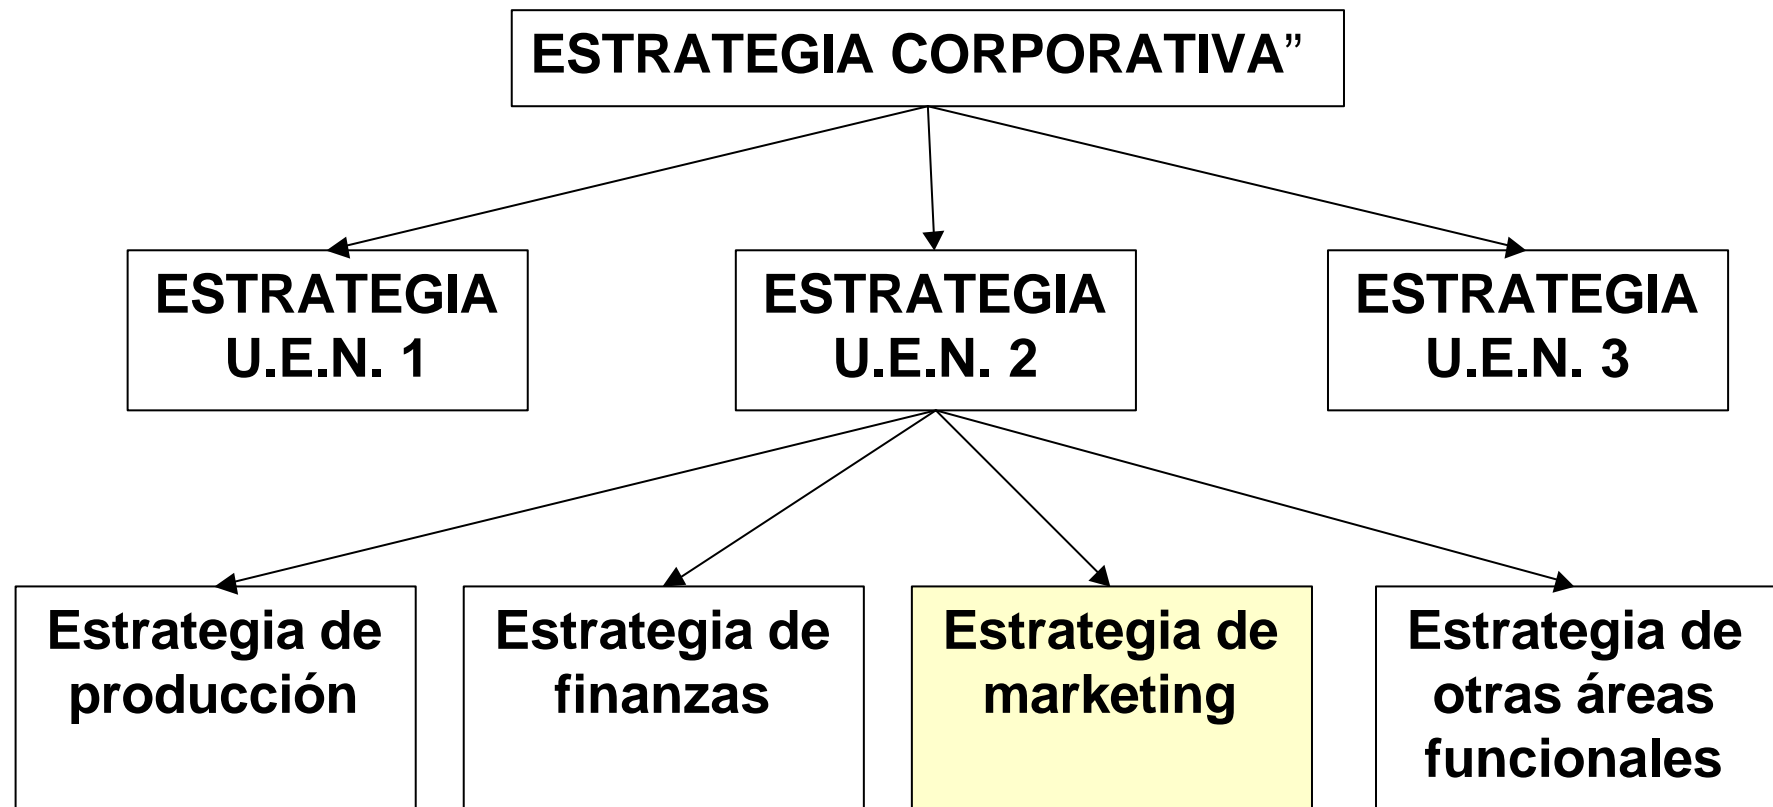 ESTRATEGIA CORPORATIVA”
ESTRATEGIA
U.E.N. 1
ESTRATEGIA
U.E.N. 2
ESTRATEGIA
U.E.N. 3
Estrategia de
producción
Estrategia de
finanzas
Estrategia de
marketing
Estrategia de
otras áreas
funcionales